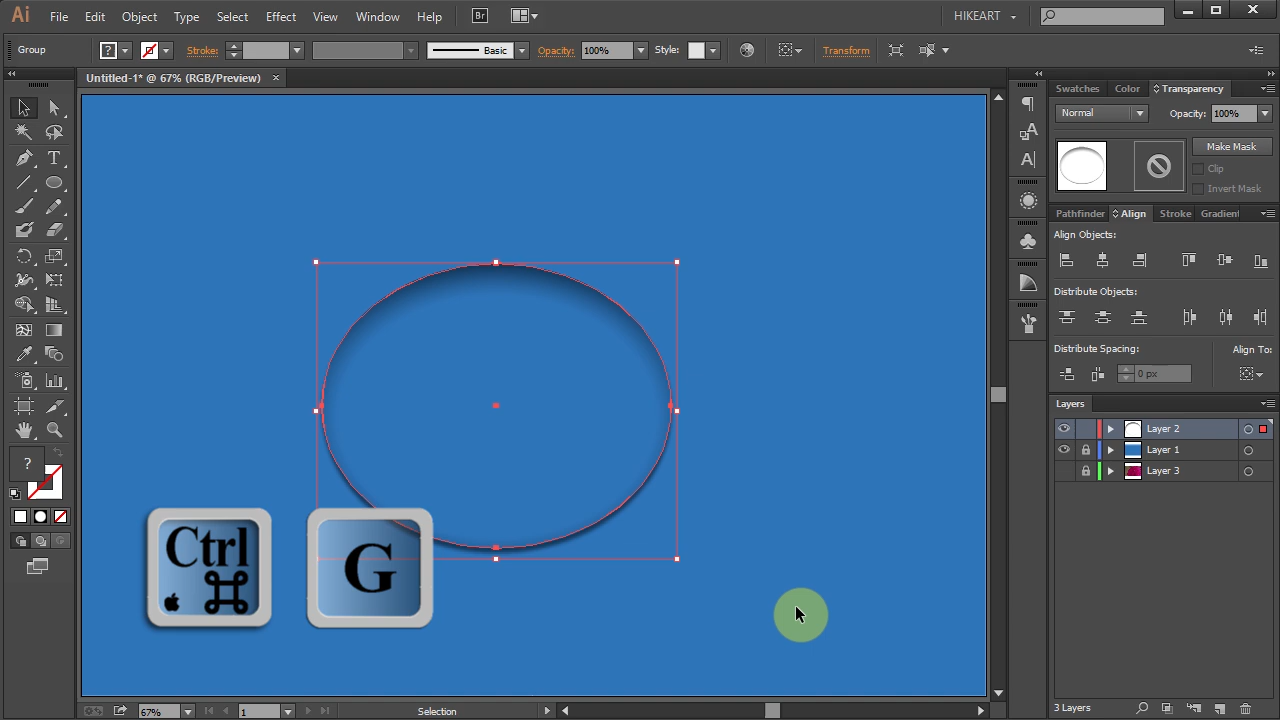 Ai File Edit Object Type Select Effect View Window Help Br HIKEART
Group ? Stroke: Basic Opacity: 100% Style: Transform
Untitled-1* @ 67% (RGB/Preview) ×
Swatches Color Transparency
Normal Opacity: 100%
Make Mask
Clip
Invert Mask
Pathfinder Align Stroke Gradient
Align Objects:
Distribute Objects:
Distribute Spacing: Align To:
0 px
Layers
Layer 2
Layer 1
Layer 3
?
Ctrl
G
67% 1 Selection
3 Layers